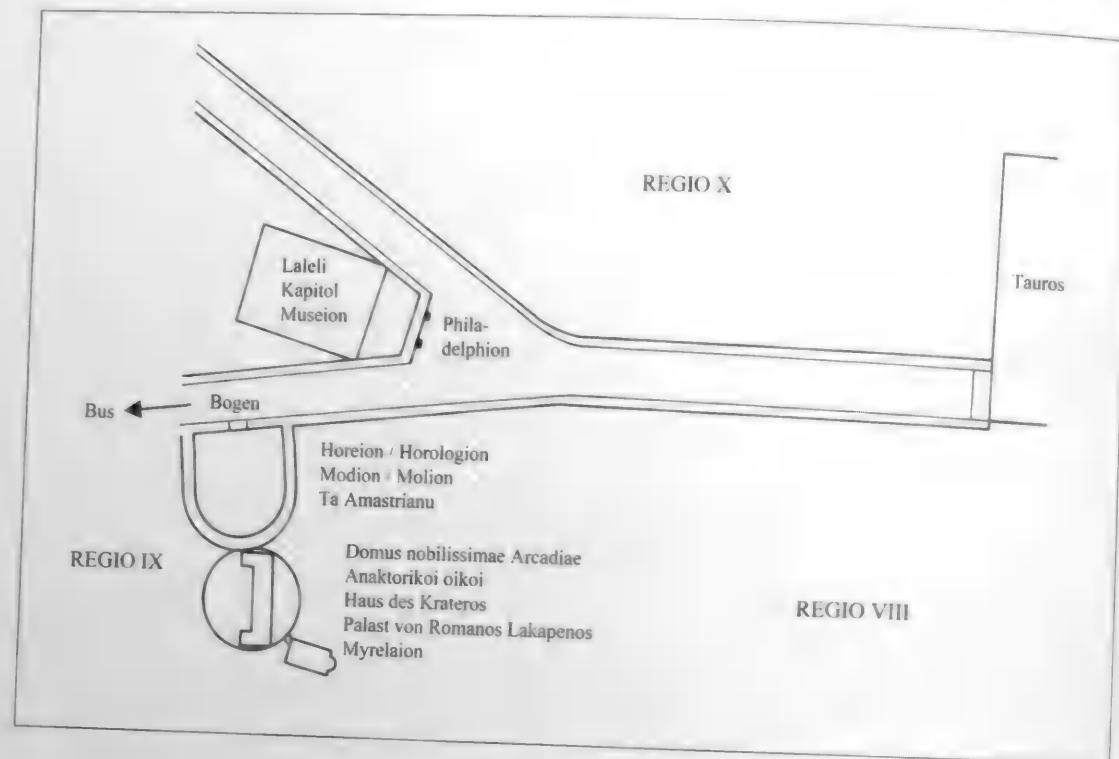 REGIO X
Laleli
Kapitol
Museion
Tauros
Phila-
delphion
Bus
Bogen
Horeion / Horologion
Modion / Molion
Ta Amastrianu
REGIO IX
Domus nobilissimae Arcadiae
Anaktorikoi oikoi
Haus des Krateros
Palast von Romanos Lakapenos
Myrelaion
REGIO VIII